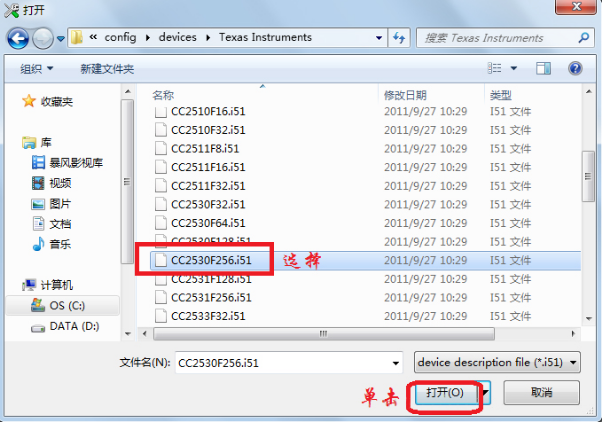 打开
« config ▸ devices ▸ Texas Instruments
搜索 Texas Instruments
组织 新建文件夹
收藏夹
库
暴风影视库
视频
图片
文档
音乐
计算机
OS (C:)
DATA (D:)
名称 修改日期 类型
CC2510F16.i51 2011/9/27 10:29 I51 文件
CC2510F32.i51 2011/9/27 10:29 I51 文件
CC2511F8.i51 2011/9/27 10:29 I51 文件
CC2511F16.i51 2011/9/27 10:29 I51 文件
CC2511F32.i51 2011/9/27 10:29 I51 文件
CC2530F32.i51 2011/9/27 10:29 I51 文件
CC2530F64.i51 2011/9/27 10:29 I51 文件
CC2530F128.i51 2011/9/27 10:29 I51 文件
CC2530F256.i51 选择 2011/9/27 10:29 I51 文件
CC2531F128.i51 2011/9/27 10:29 I51 文件
CC2531F256.i51 2011/9/27 10:29 I51 文件
CC2533F32.i51 2011/9/27 10:29 I51 文件
文件名(N): CC2530F256.i51 device description file (*.i51)
单击 打开(O) 取消